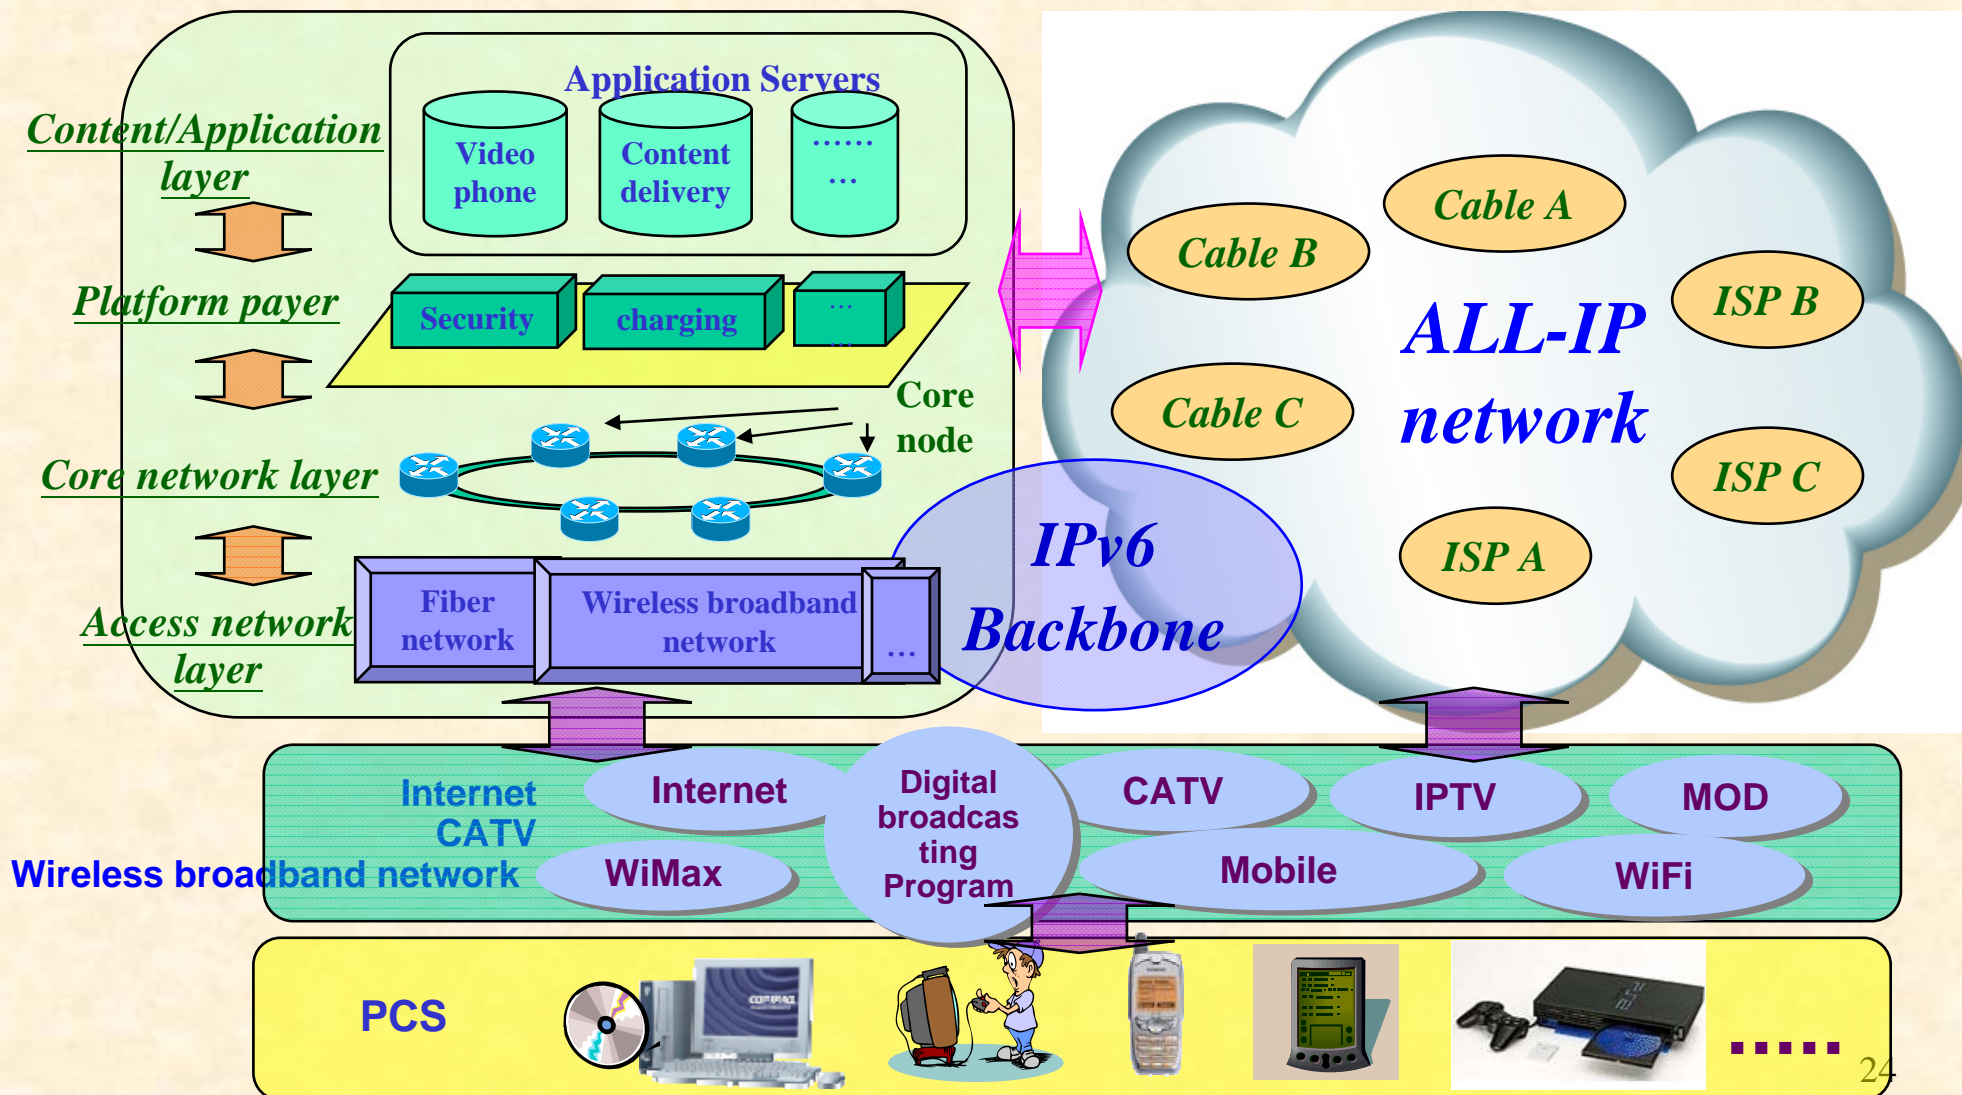 Application Servers
Content/Application
layer
Video
phone
Content
delivery
......
...
Platform payer
Security
charging
...
...
Core
node
Core network layer
Access network
layer
Fiber
network
Wireless broadband
network
...
IPv6
Backbone
Cable A
Cable B
Cable C
ALL-IP
network
ISP B
ISP C
ISP A
Internet
CATV
Wireless broadband network
Internet
WiMax
Digital
broadcas
ting
Program
CATV
IPTV
MOD
Mobile
WiFi
PCS
COMPAQ
PS2
.....
24